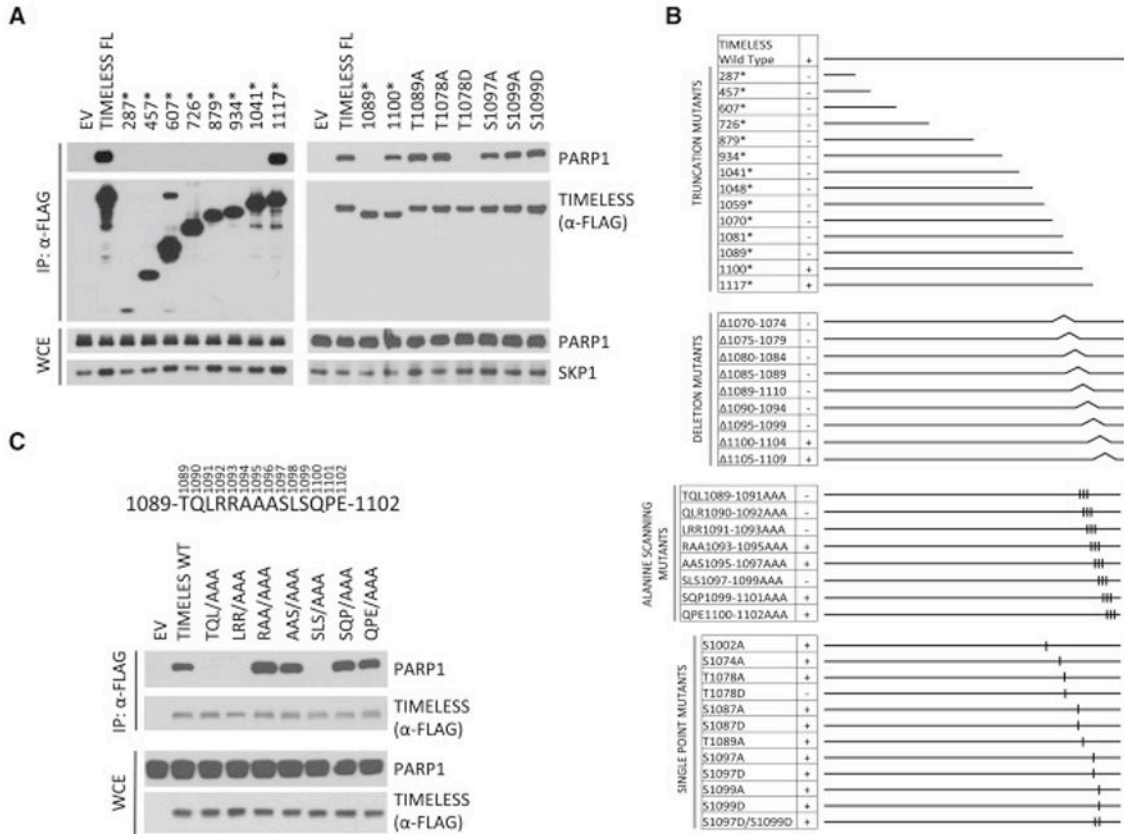 A
EV
TIMELESS FL
287*
457*
607*
726*
879*
934*
1041*
1117*
EV
TIMELESS FL
1089*
1100*
T1089A
T1078A
T1078D
S1097A
S1099A
S1099D
IP: α-FLAG
PARP1
TIMELESS
(α-FLAG)
WCE
PARP1
SKP1
B
TIMELESS
Wild Type +
TRUNCATION MUTANTS
287* -
457* -
607* -
726* -
879* -
934* -
1041* -
1048* -
1059* -
1070* -
1081* -
1089* -
1100* +
1117* +
DELETION MUTANTS
Δ1070-1074 -
Δ1075-1079 -
Δ1080-1084 -
Δ1085-1089 -
Δ1089-1110 -
Δ1090-1094 -
Δ1095-1099 -
Δ1100-1104 +
Δ1105-1109 +
ALANINE SCANNING
MUTANTS
TQL1089-1091AAA -
QLR1090-1092AAA -
LRR1091-1093AAA -
RAA1093-1095AAA +
AAS1095-1097AAA +
SLS1097-1099AAA -
SQP1099-1101AAA +
QPE1100-1102AAA +
SINGLE POINT MUTANTS
S1002A +
S1074A +
T1078A +
T1078D -
S1087A +
S1087D +
T1089A +
S1097A +
S1097D +
S1099A +
S1099D +
S1097D/S1099D +
C
1089
1090
1091
1092
1093
1094
1095
1096
1097
1098
1099
1100
1101
1102
1089-TQLRRAAASLSQPE-1102
EV
TIMELES WT
TQL/AAA
LRR/AAA
RAA/AAA
AAS/AAA
SLS/AAA
SQP/AAA
QPE/AAA
IP: α-FLAG
PARP1
TIMELESS
(α-FLAG)
WCE
PARP1
TIMELESS
(α-FLAG)